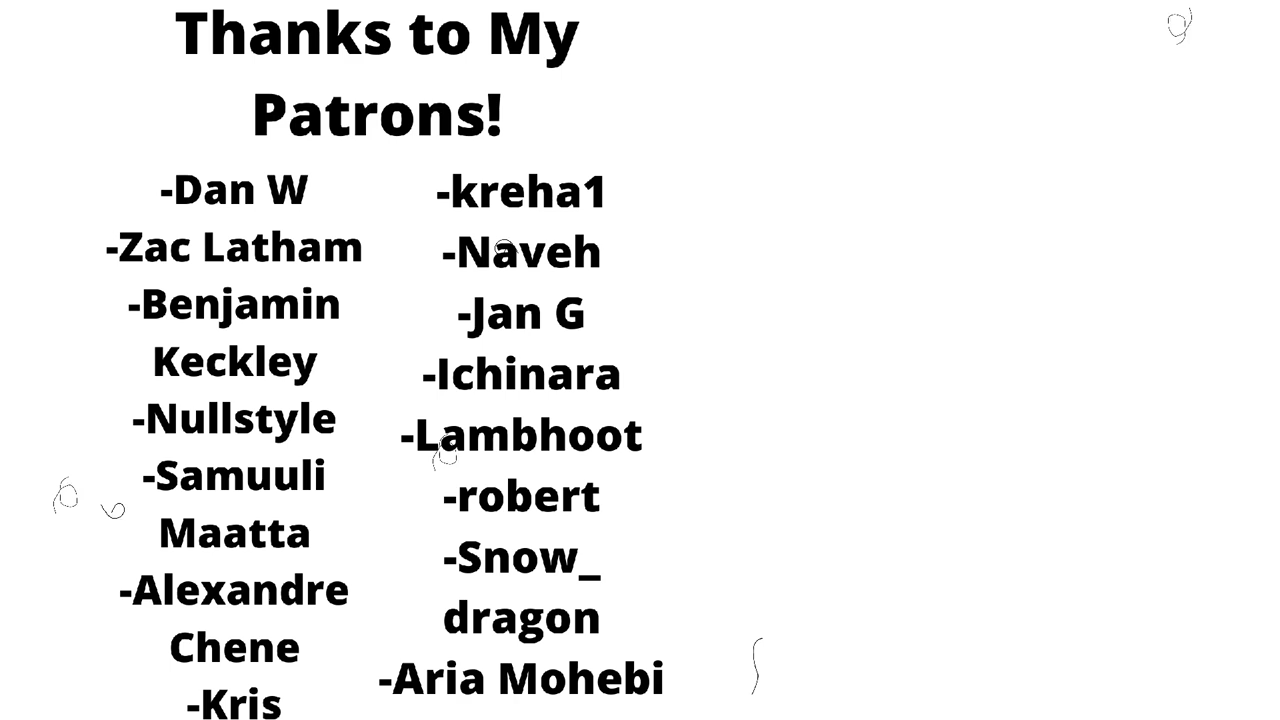 Thanks to My
Patrons!
-Dan W
-Zac Latham
-Benjamin
Keckley
-Nullstyle
-Samuuli
Maatta
-Alexandre
Chene
-Kris
-kreha1
-Naveh
-Jan G
-Ichinara
-Lambhoot
-robert
-Snow_
dragon
-Aria Mohebi